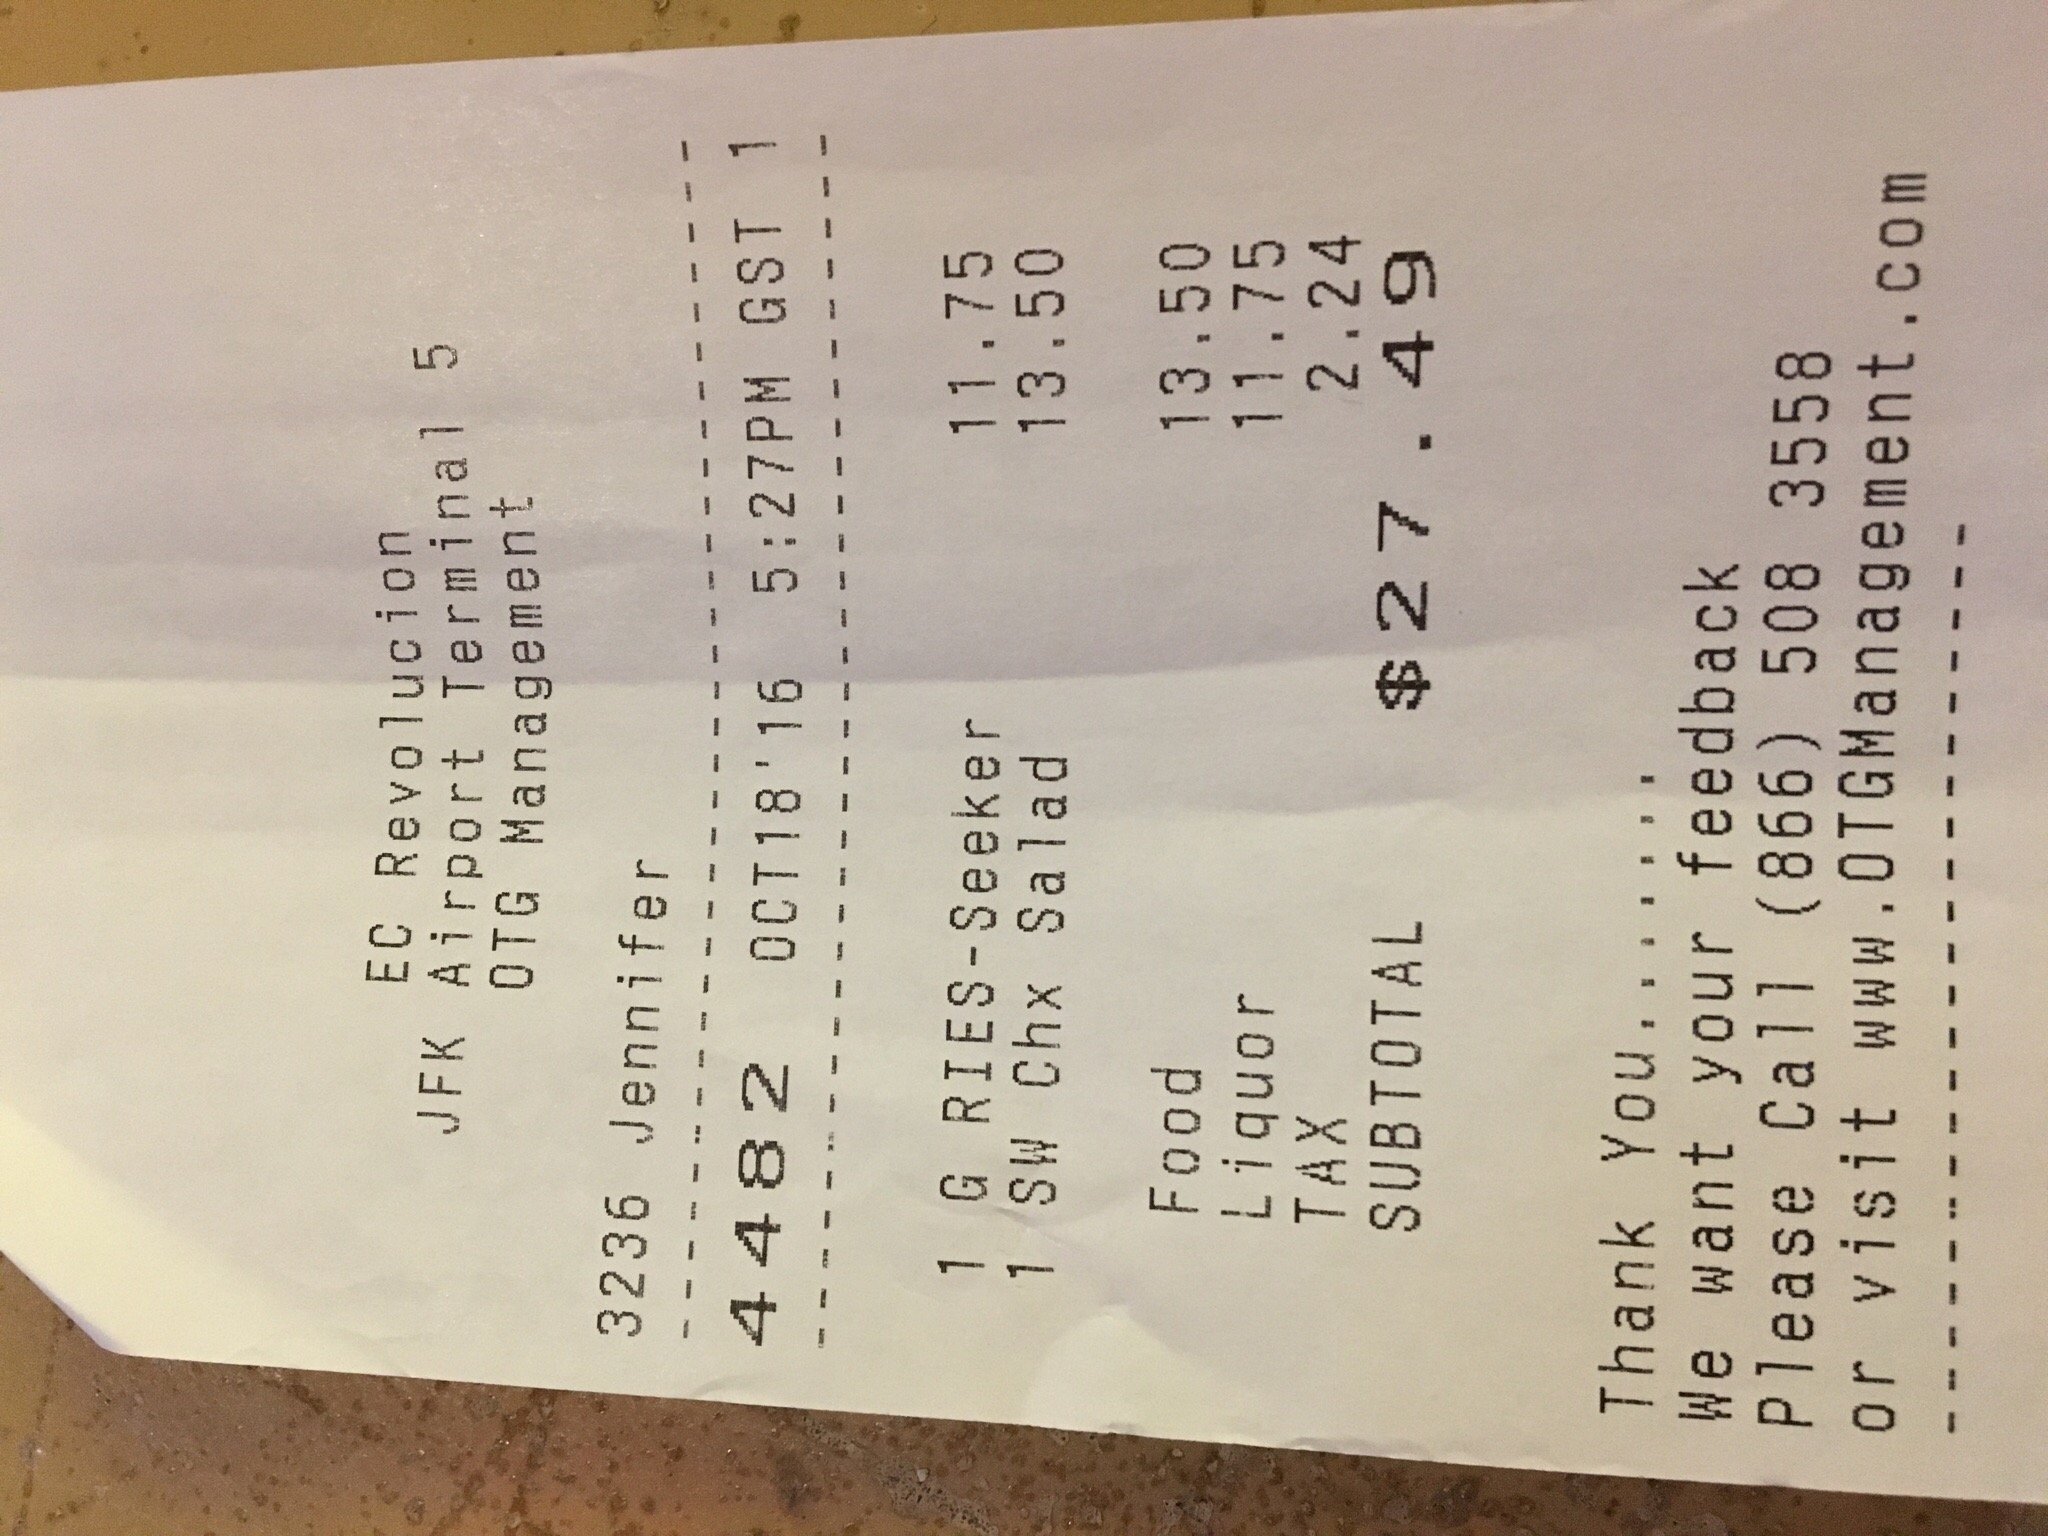 EC Revolucion
JFK Airport Terminal 5
OTG Management
3236 Jennifer
-----------------------------
4482 OCT18'16 5:27PM GST 1
-----------------------------
1 G RIES-Seeker 11.75
1 SW Chx Salad 13.50
Food 13.50
Liquor 11.75
TAX 2.24
SUBTOTAL $27.49
Thank You..........
We want your feedback
Please Call (866) 508 3558
or visit www.OTGManagement.com
----------------------